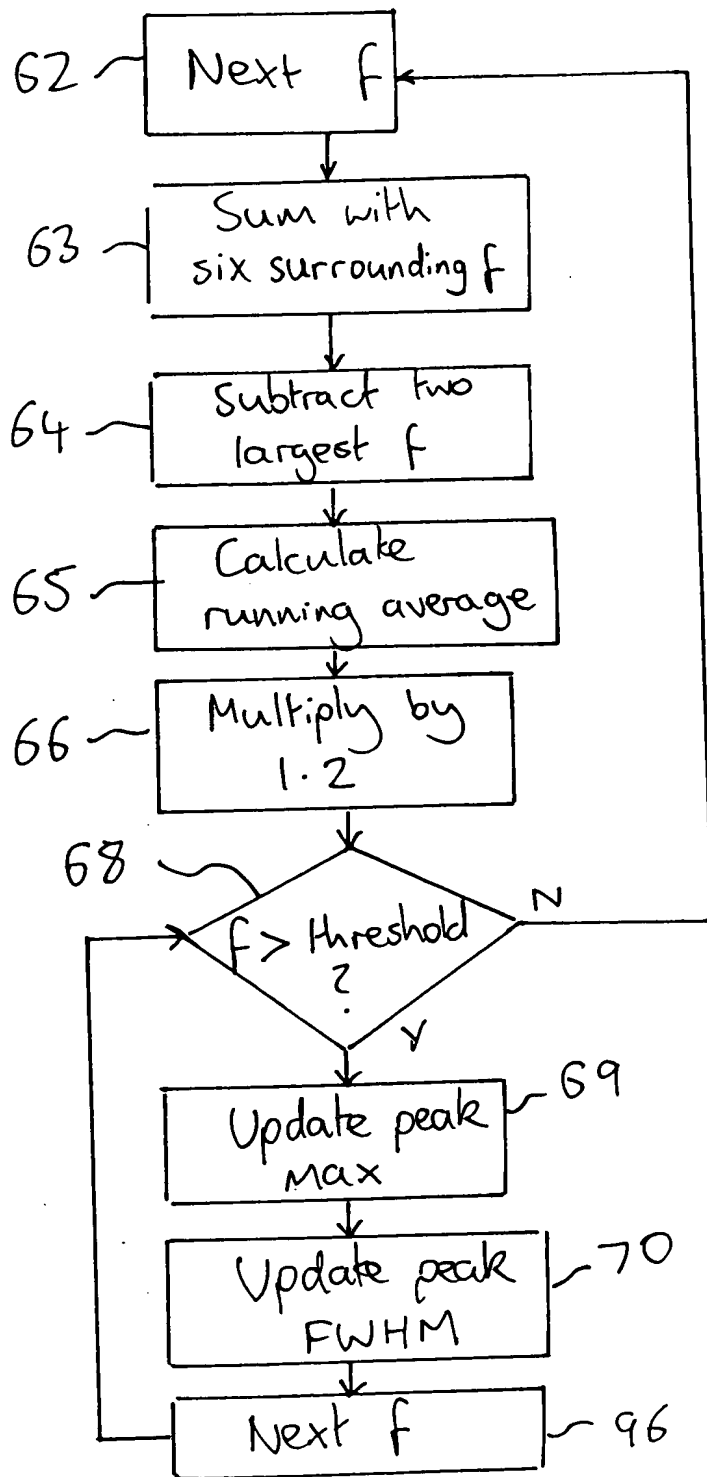 62
Next f
63
Sum with
six surrounding f
64
Subtract two
largest f
65
Calculate
running average
66
Multiply by
1.2
68
f > threshold
?
N
Y
69
Update peak
max
70
Update peak
FWHM
Next f
96